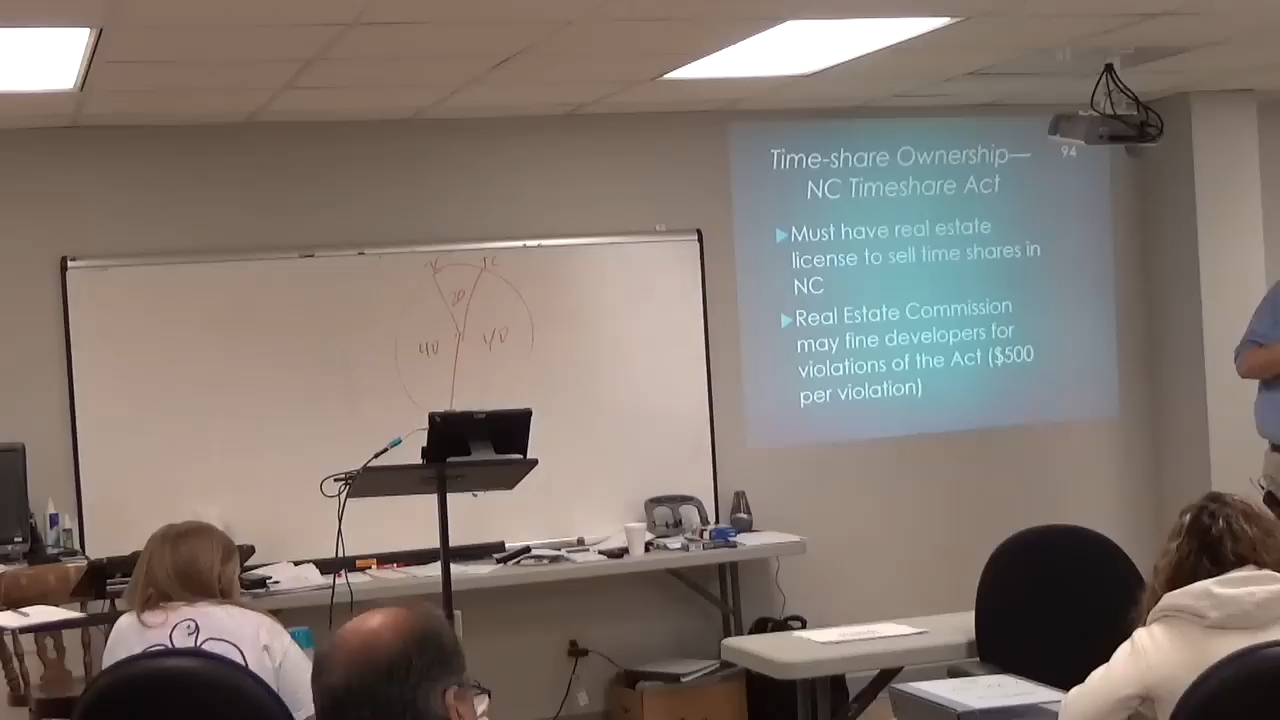 20
40
40
94
Time-share Ownership—
NC Timeshare Act
Must have real estate
license to sell time shares in
NC
Real Estate Commission
may fine developers for
violations of the Act ($500
per violation)